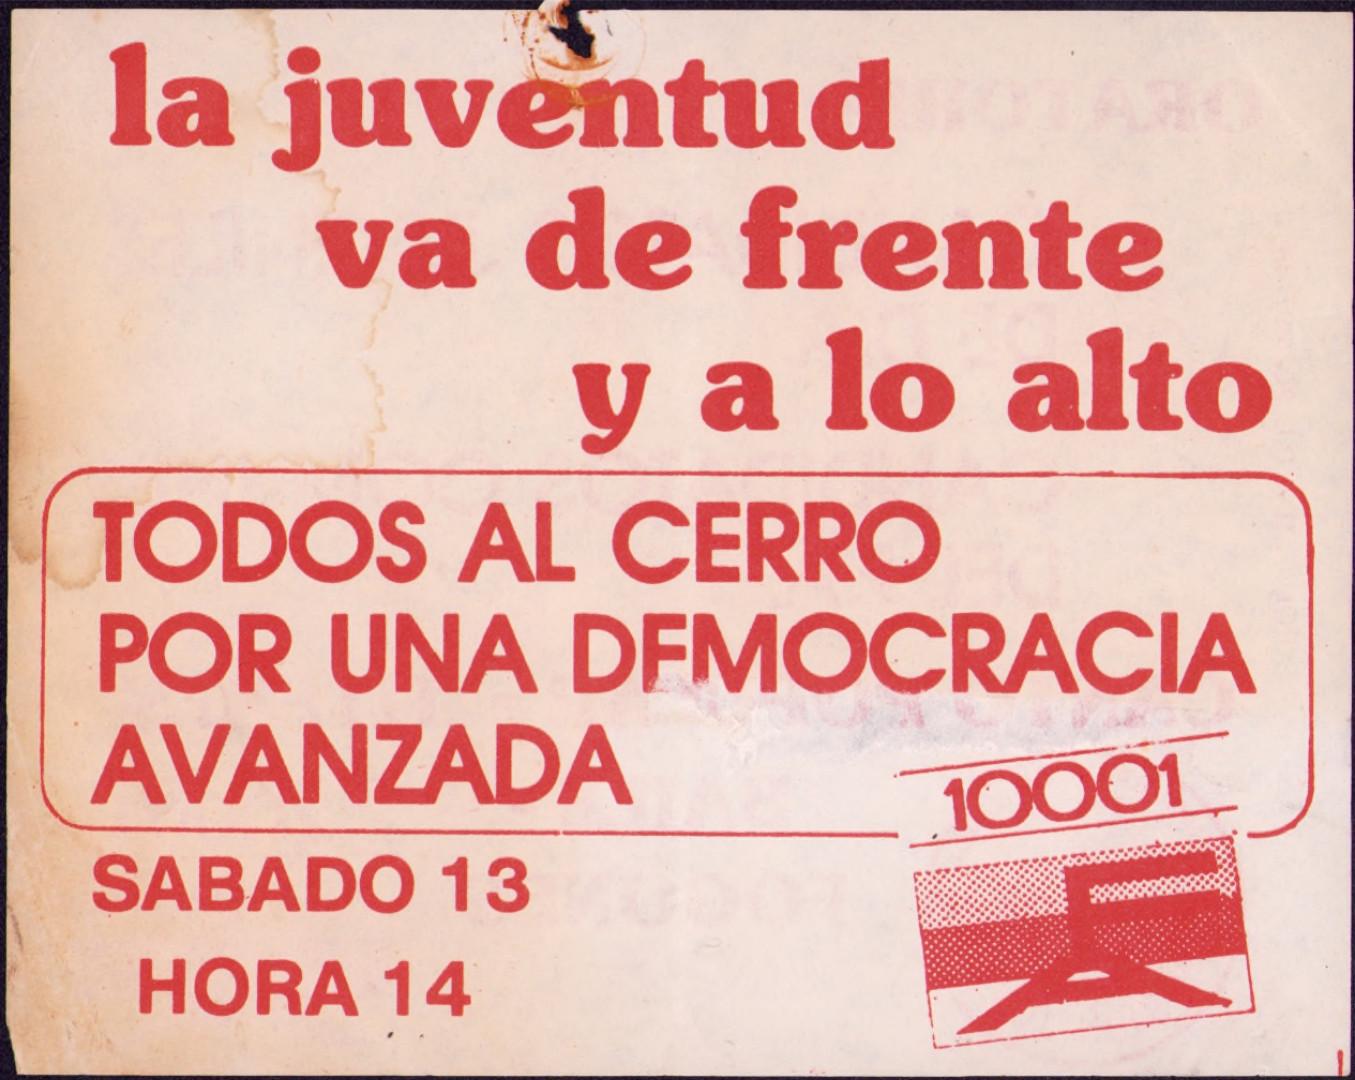 la juventud
va de frente
y a lo alto
TODOS AL CERRO
POR UNA DEMOCRACIA
AVANZADA
10001
SABADO 13
HORA 14